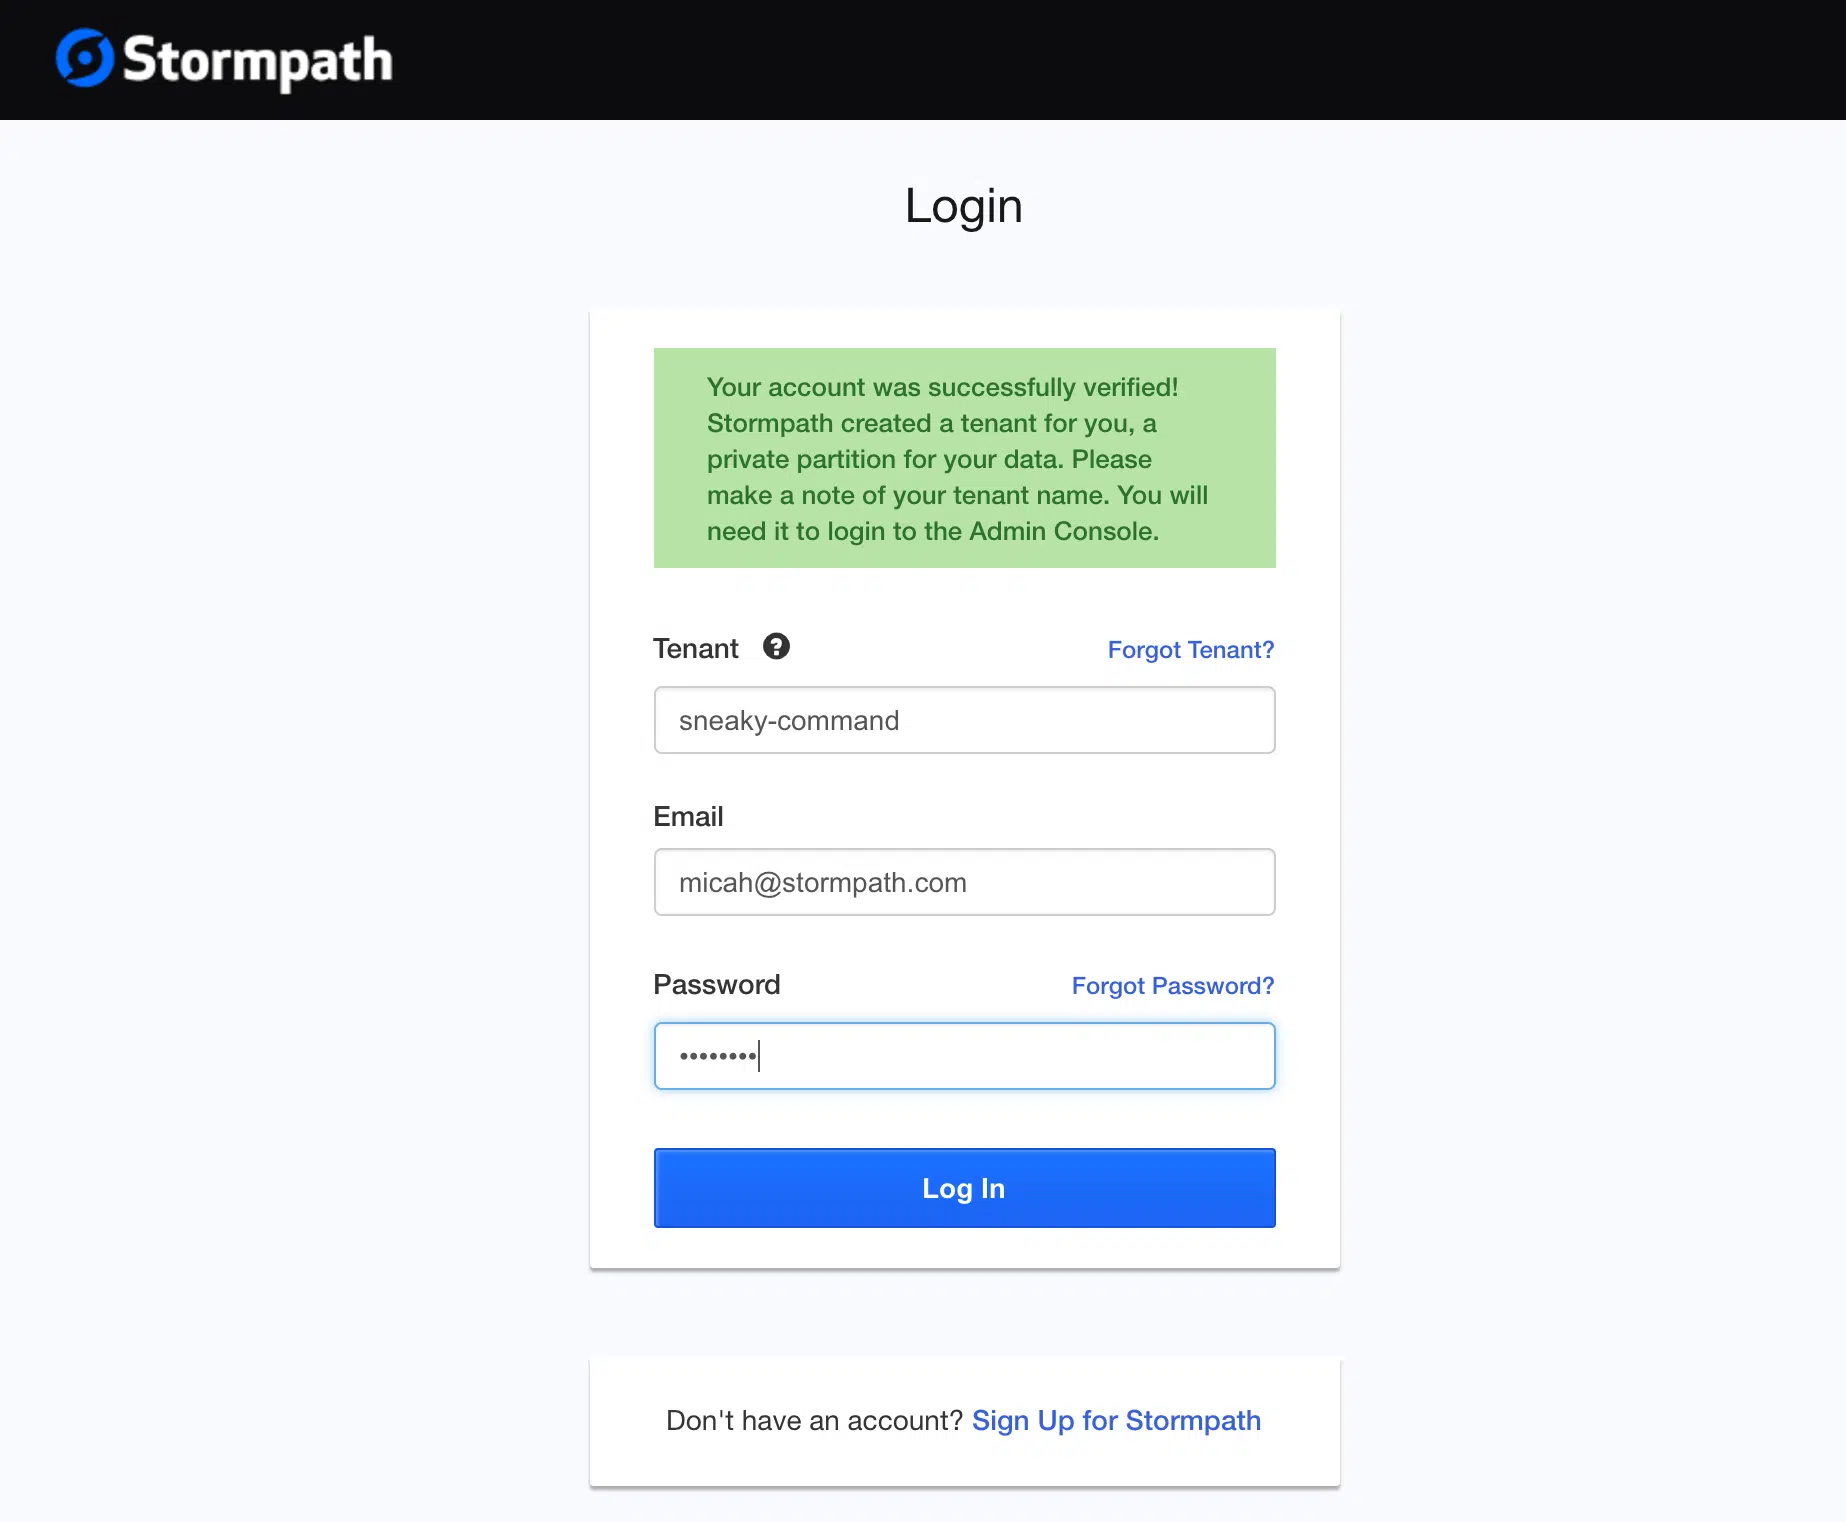 Stormpath
Login
Your account was successfully verified!
Stormpath created a tenant for you, a
private partition for your data. Please
make a note of your tenant name. You will
need it to login to the Admin Console.
Tenant ? Forgot Tenant?
sneaky-command
Email
micah@stormpath.com
Password Forgot Password?
••••••••
Log In
Don't have an account? Sign Up for Stormpath